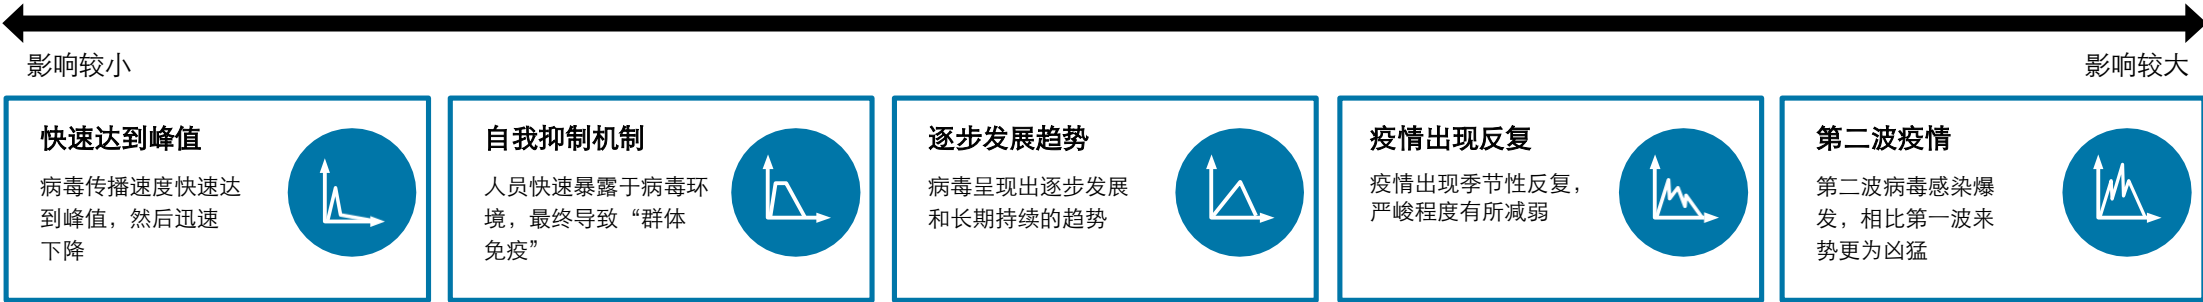 影响较小
影响较大
快速达到峰值
病毒传播速度快速达
到峰值，然后迅速
下降
自我抑制机制
人员快速暴露于病毒环
境，最终导致“群体
免疫”
逐步发展趋势
病毒呈现出逐步发展
和长期持续的趋势
疫情出现反复
疫情出现季节性反复，
严峻程度有所减弱
第二波疫情
第二波病毒感染爆
发，相比第一波来
势更为凶猛